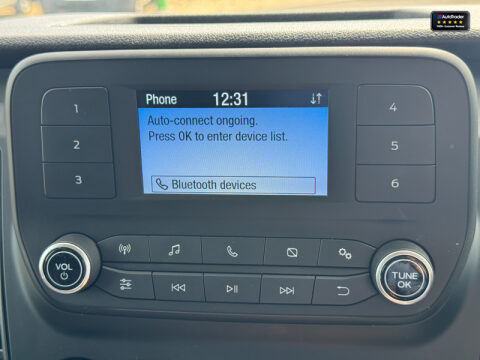 AutoTrader
Phone 12:31
Auto-connect ongoing.
Press OK to enter device list.
Bluetooth devices
1
2
3
4
5
6
VOL
TUNE
OK